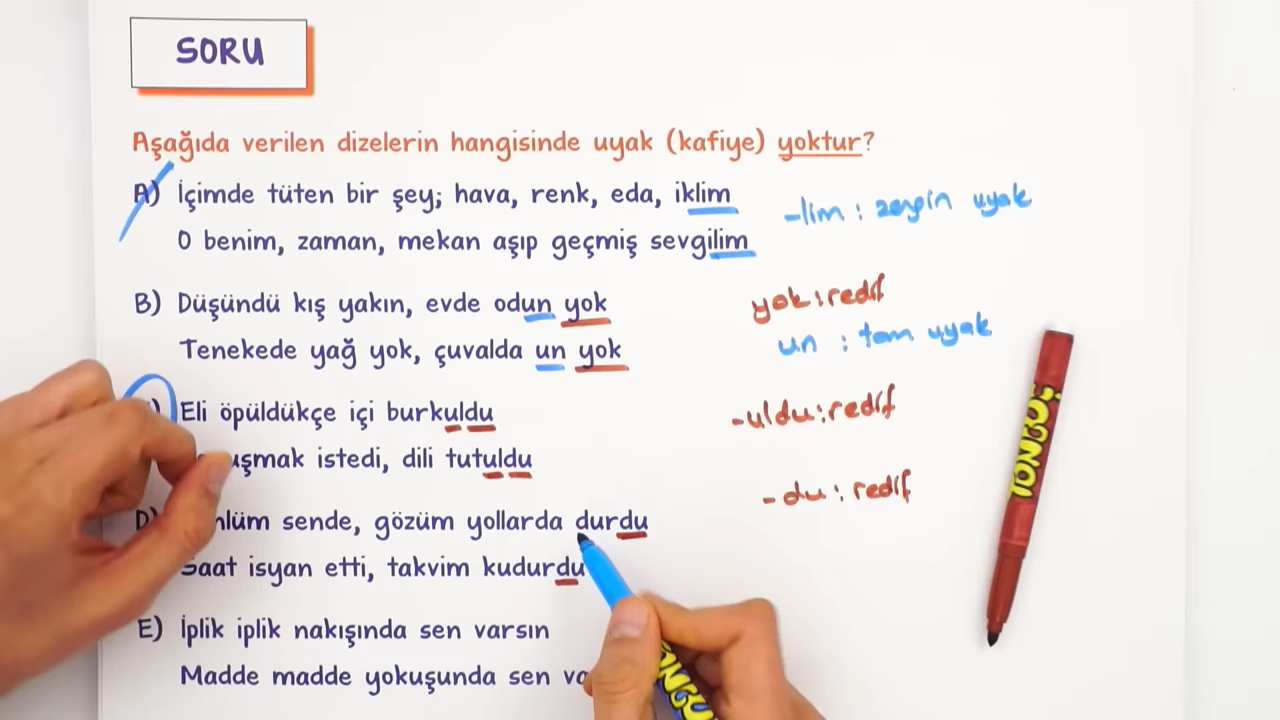 SORU
Aşağıda verilen dizelerin hangisinde uyak (kafiye) yoktur?
A) İçimde tüten bir şey; hava, renk, eda, iklim
-lim : zengin uyak
O benim, zaman, mekan aşıp geçmiş sevgilim
B) Düşündü kış yakın, evde odun yok
yok : redif
Tenekede yağ yok, çuvalda un yok
un : tam uyak
Eli öpüldükçe içi burkuldu
-uldu : redif
istedi, dili tutuldu
-du : redif
D) sende, gözüm yollarda durdu
Saat isyan etti, takvim kudurdu
E) İplik iplik nakışında sen varsın
Madde madde yokuşunda sen
TONGUÇ